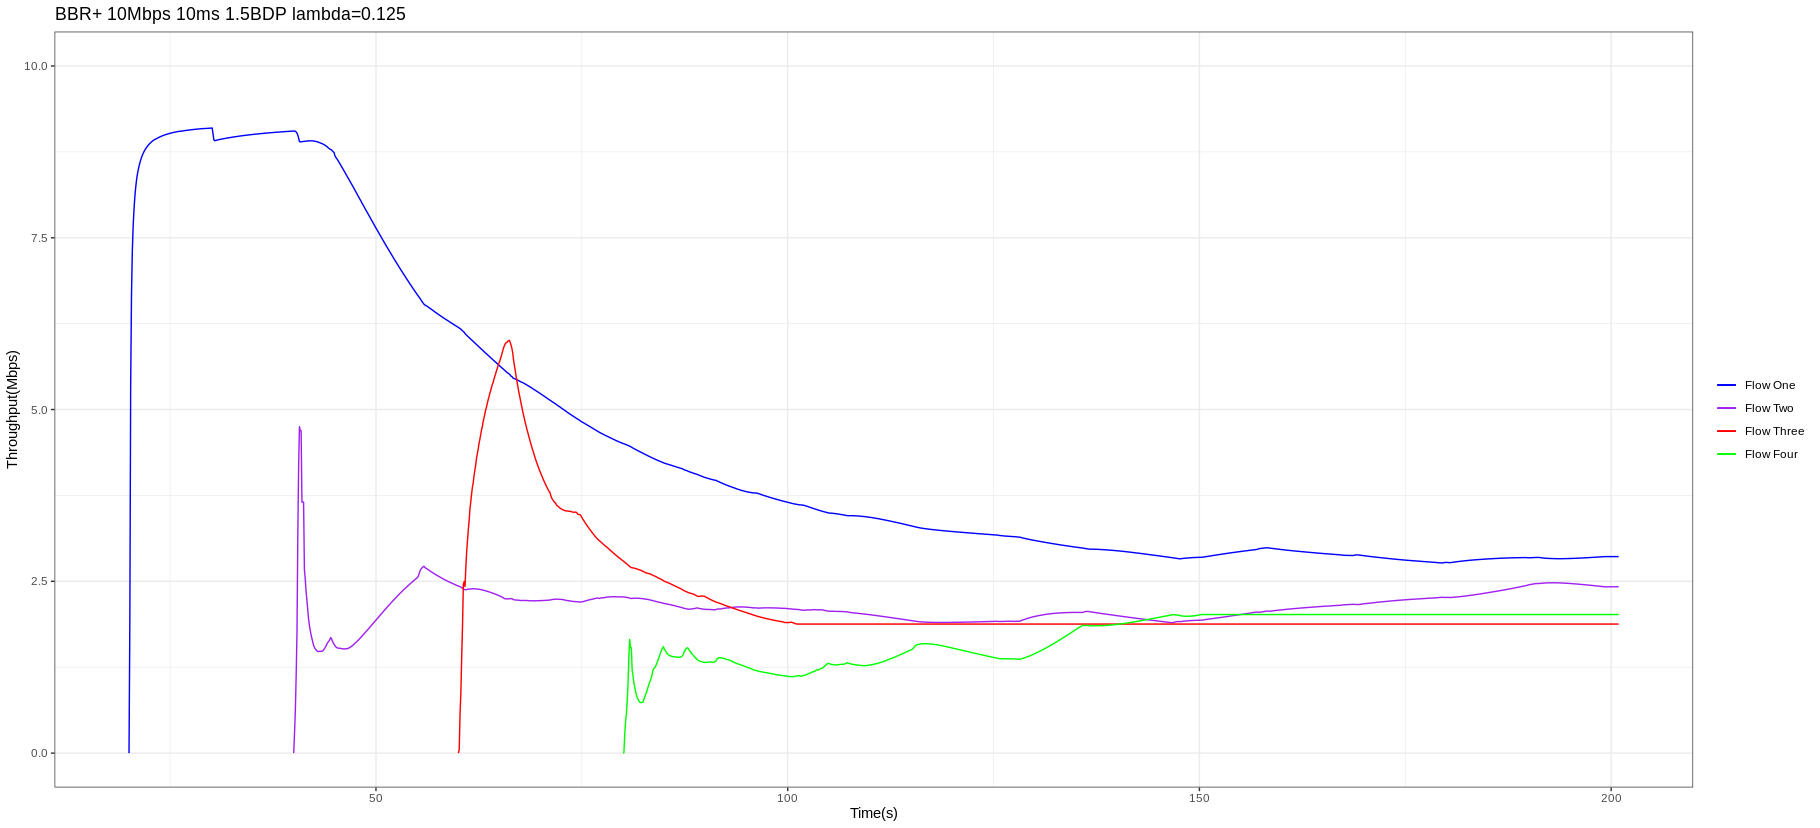 BBR+ 10Mbps 10ms 1.5BDP lambda=0.125
10.0
7.5
5.0
2.5
0.0
Throughput(Mbps)
50
100
150
200
Time(s)
Flow One
Flow Two
Flow Three
Flow Four